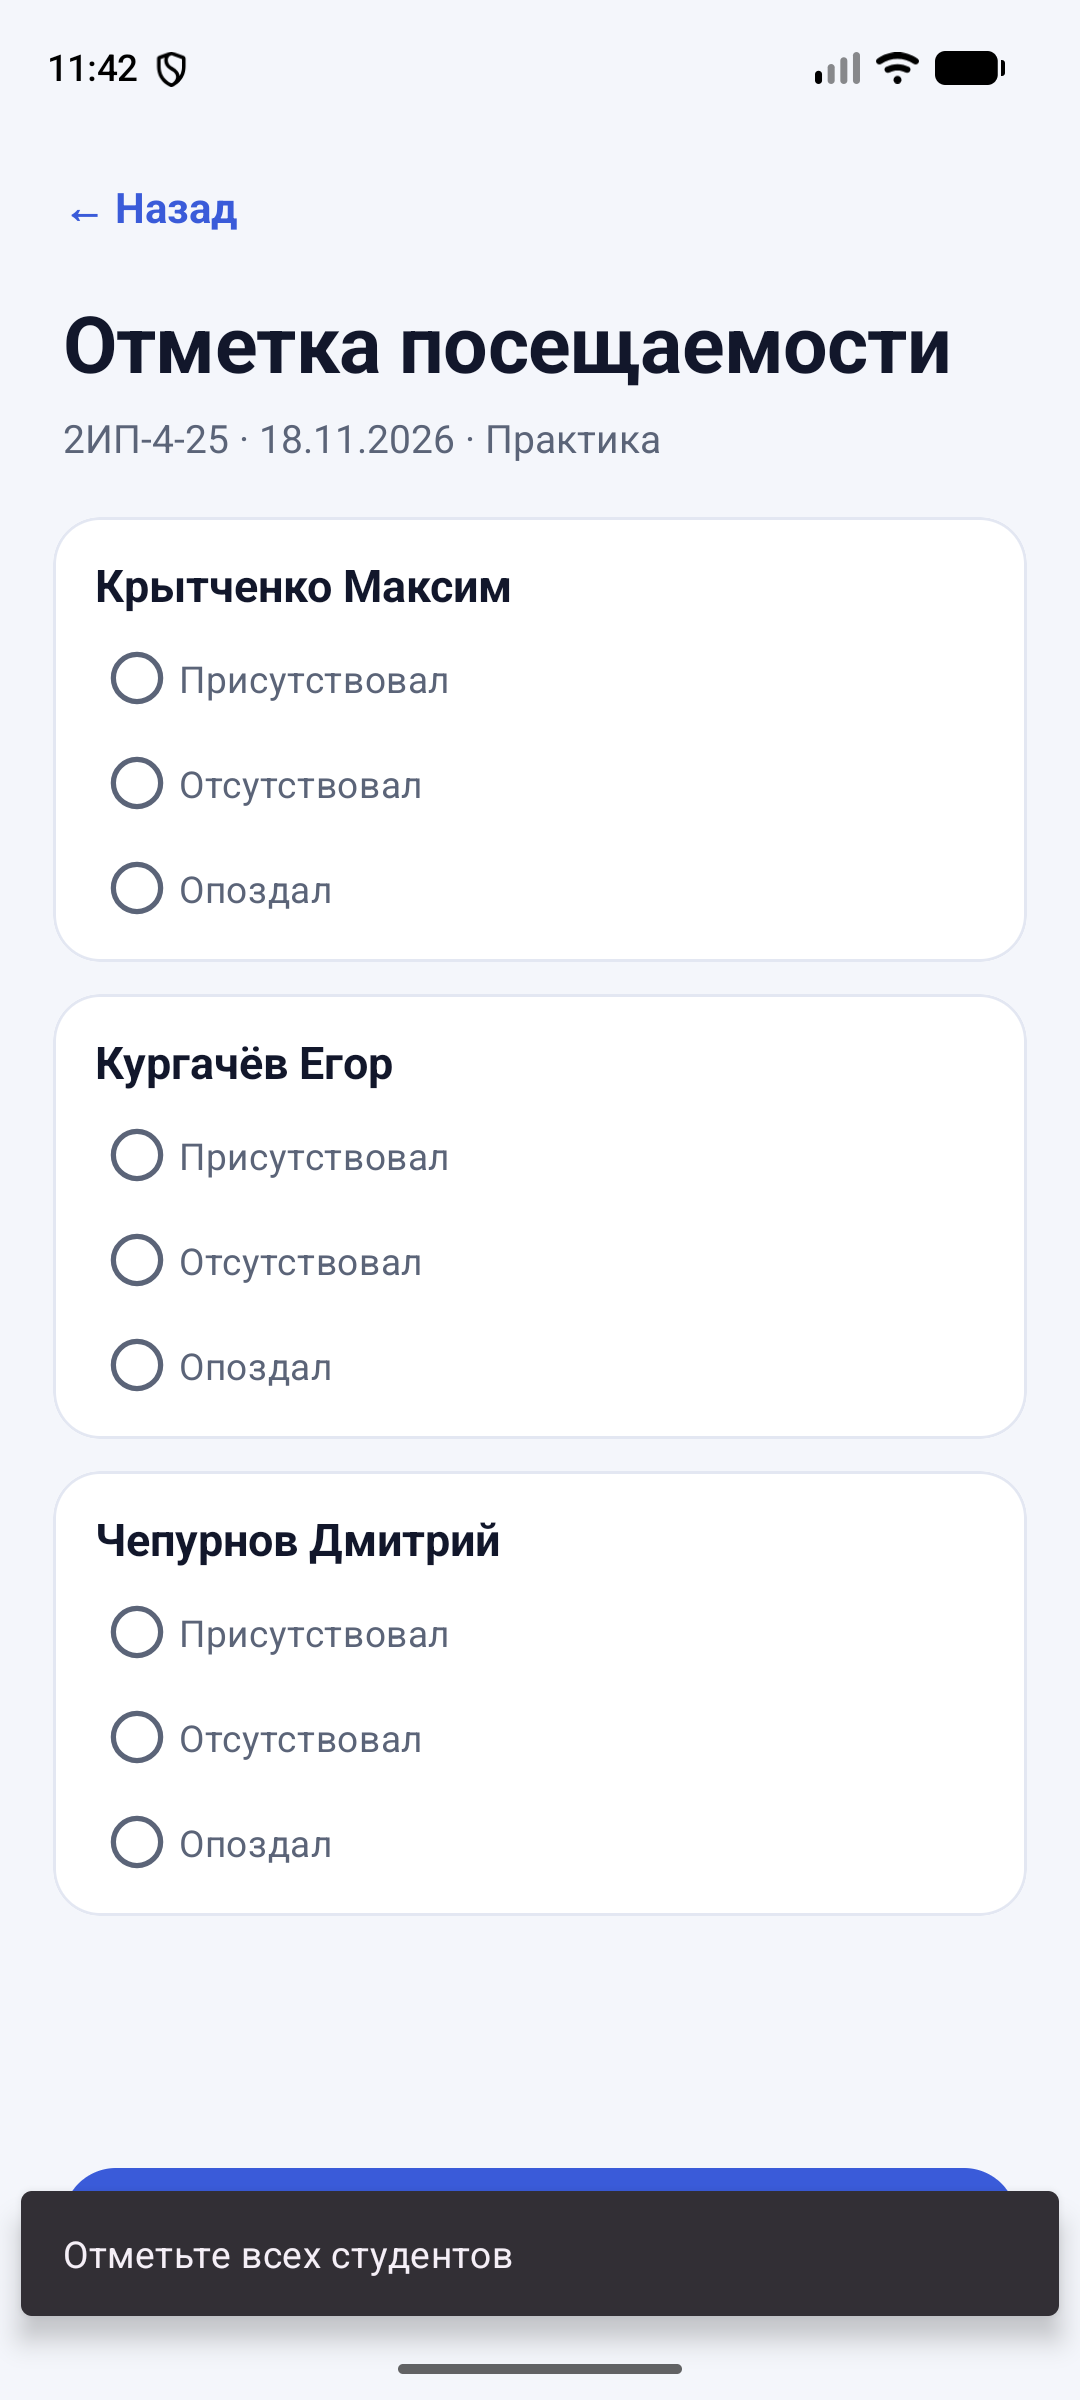 11:42
← Назад
Отметка посещаемости
2ИП-4-25 · 18.11.2026 · Практика
Крытченко Максим
Присутствовал
Отсутствовал
Опоздал
Кургачёв Егор
Присутствовал
Отсутствовал
Опоздал
Чепурнов Дмитрий
Присутствовал
Отсутствовал
Опоздал
Отметьте всех студентов